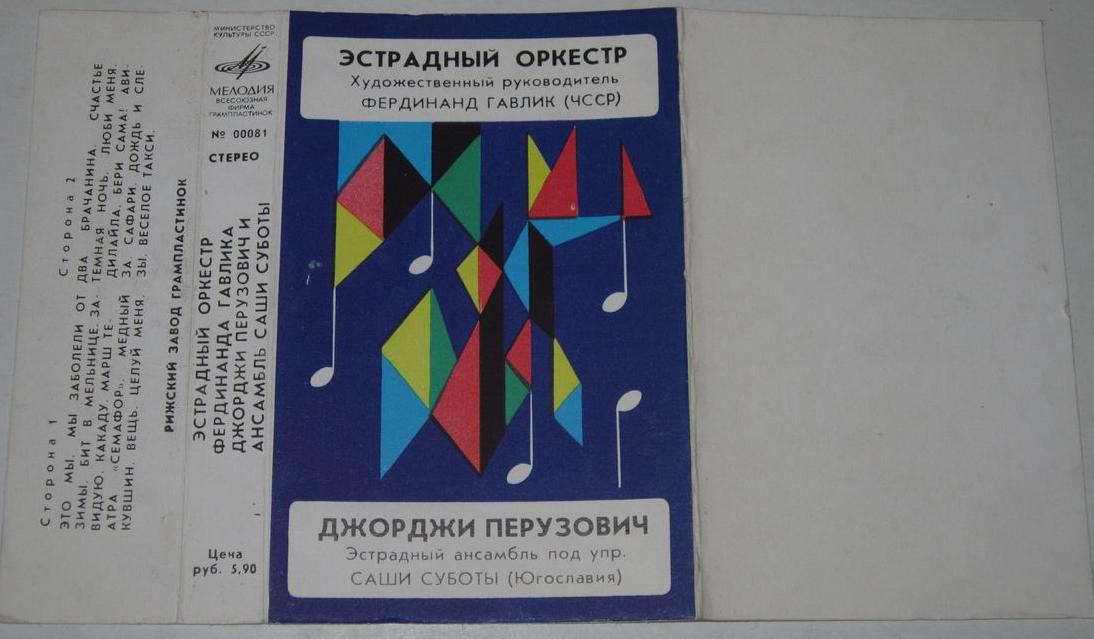 Сторона 1
ЭТО МЫ. МЫ ЗАБОЛЕЛИ ОТ
ЗИМЫ. БИТ В МЕЛЬНИЦЕ. ЗА-
ВИДУЮ. КАКАДУ. МАРШ ТЕ-
АТРА «СЕМАФОР». МЕДНЫЙ
КУВШИН. ВЕЩЬ. ЦЕЛУЙ МЕНЯ.
Сторона 2
ДВА БРАЧАНИНА. СЧАСТЬЕ
ТЕМНАЯ НОЧЬ. ЛЮБИ МЕНЯ.
ДИЛАЙЛА. БЕРИ САМА! АВИ-
ЗА. САФАРИ. ДОЖДЬ И СЛЕ-
ЗЫ. ВЕСЕЛОЕ ТАКСИ.
РИЖСКИЙ ЗАВОД ГРАМПЛАСТИНОК
МИНИСТЕРСТВО
КУЛЬТУРЫ СССР
МЕЛОДИЯ
ВСЕСОЮЗНАЯ
ФИРМА
ГРАМПЛАСТИНОК
№ 00081
СТЕРЕО
ЭСТРАДНЫЙ ОРКЕСТР
ФЕРДИНАНДА ГАВЛИКА
ДЖОРДЖИ ПЕРУЗОВИЧ И
АНСАМБЛЬ САШИ СУБОТЫ
Цена
руб. 5,90
ЭСТРАДНЫЙ ОРКЕСТР
Художественный руководитель
ФЕРДИНАНД ГАВЛИК (ЧССР)
ДЖОРДЖИ ПЕРУЗОВИЧ
Эстрадный ансамбль под упр.
САШИ СУБОТЫ (Югославия)